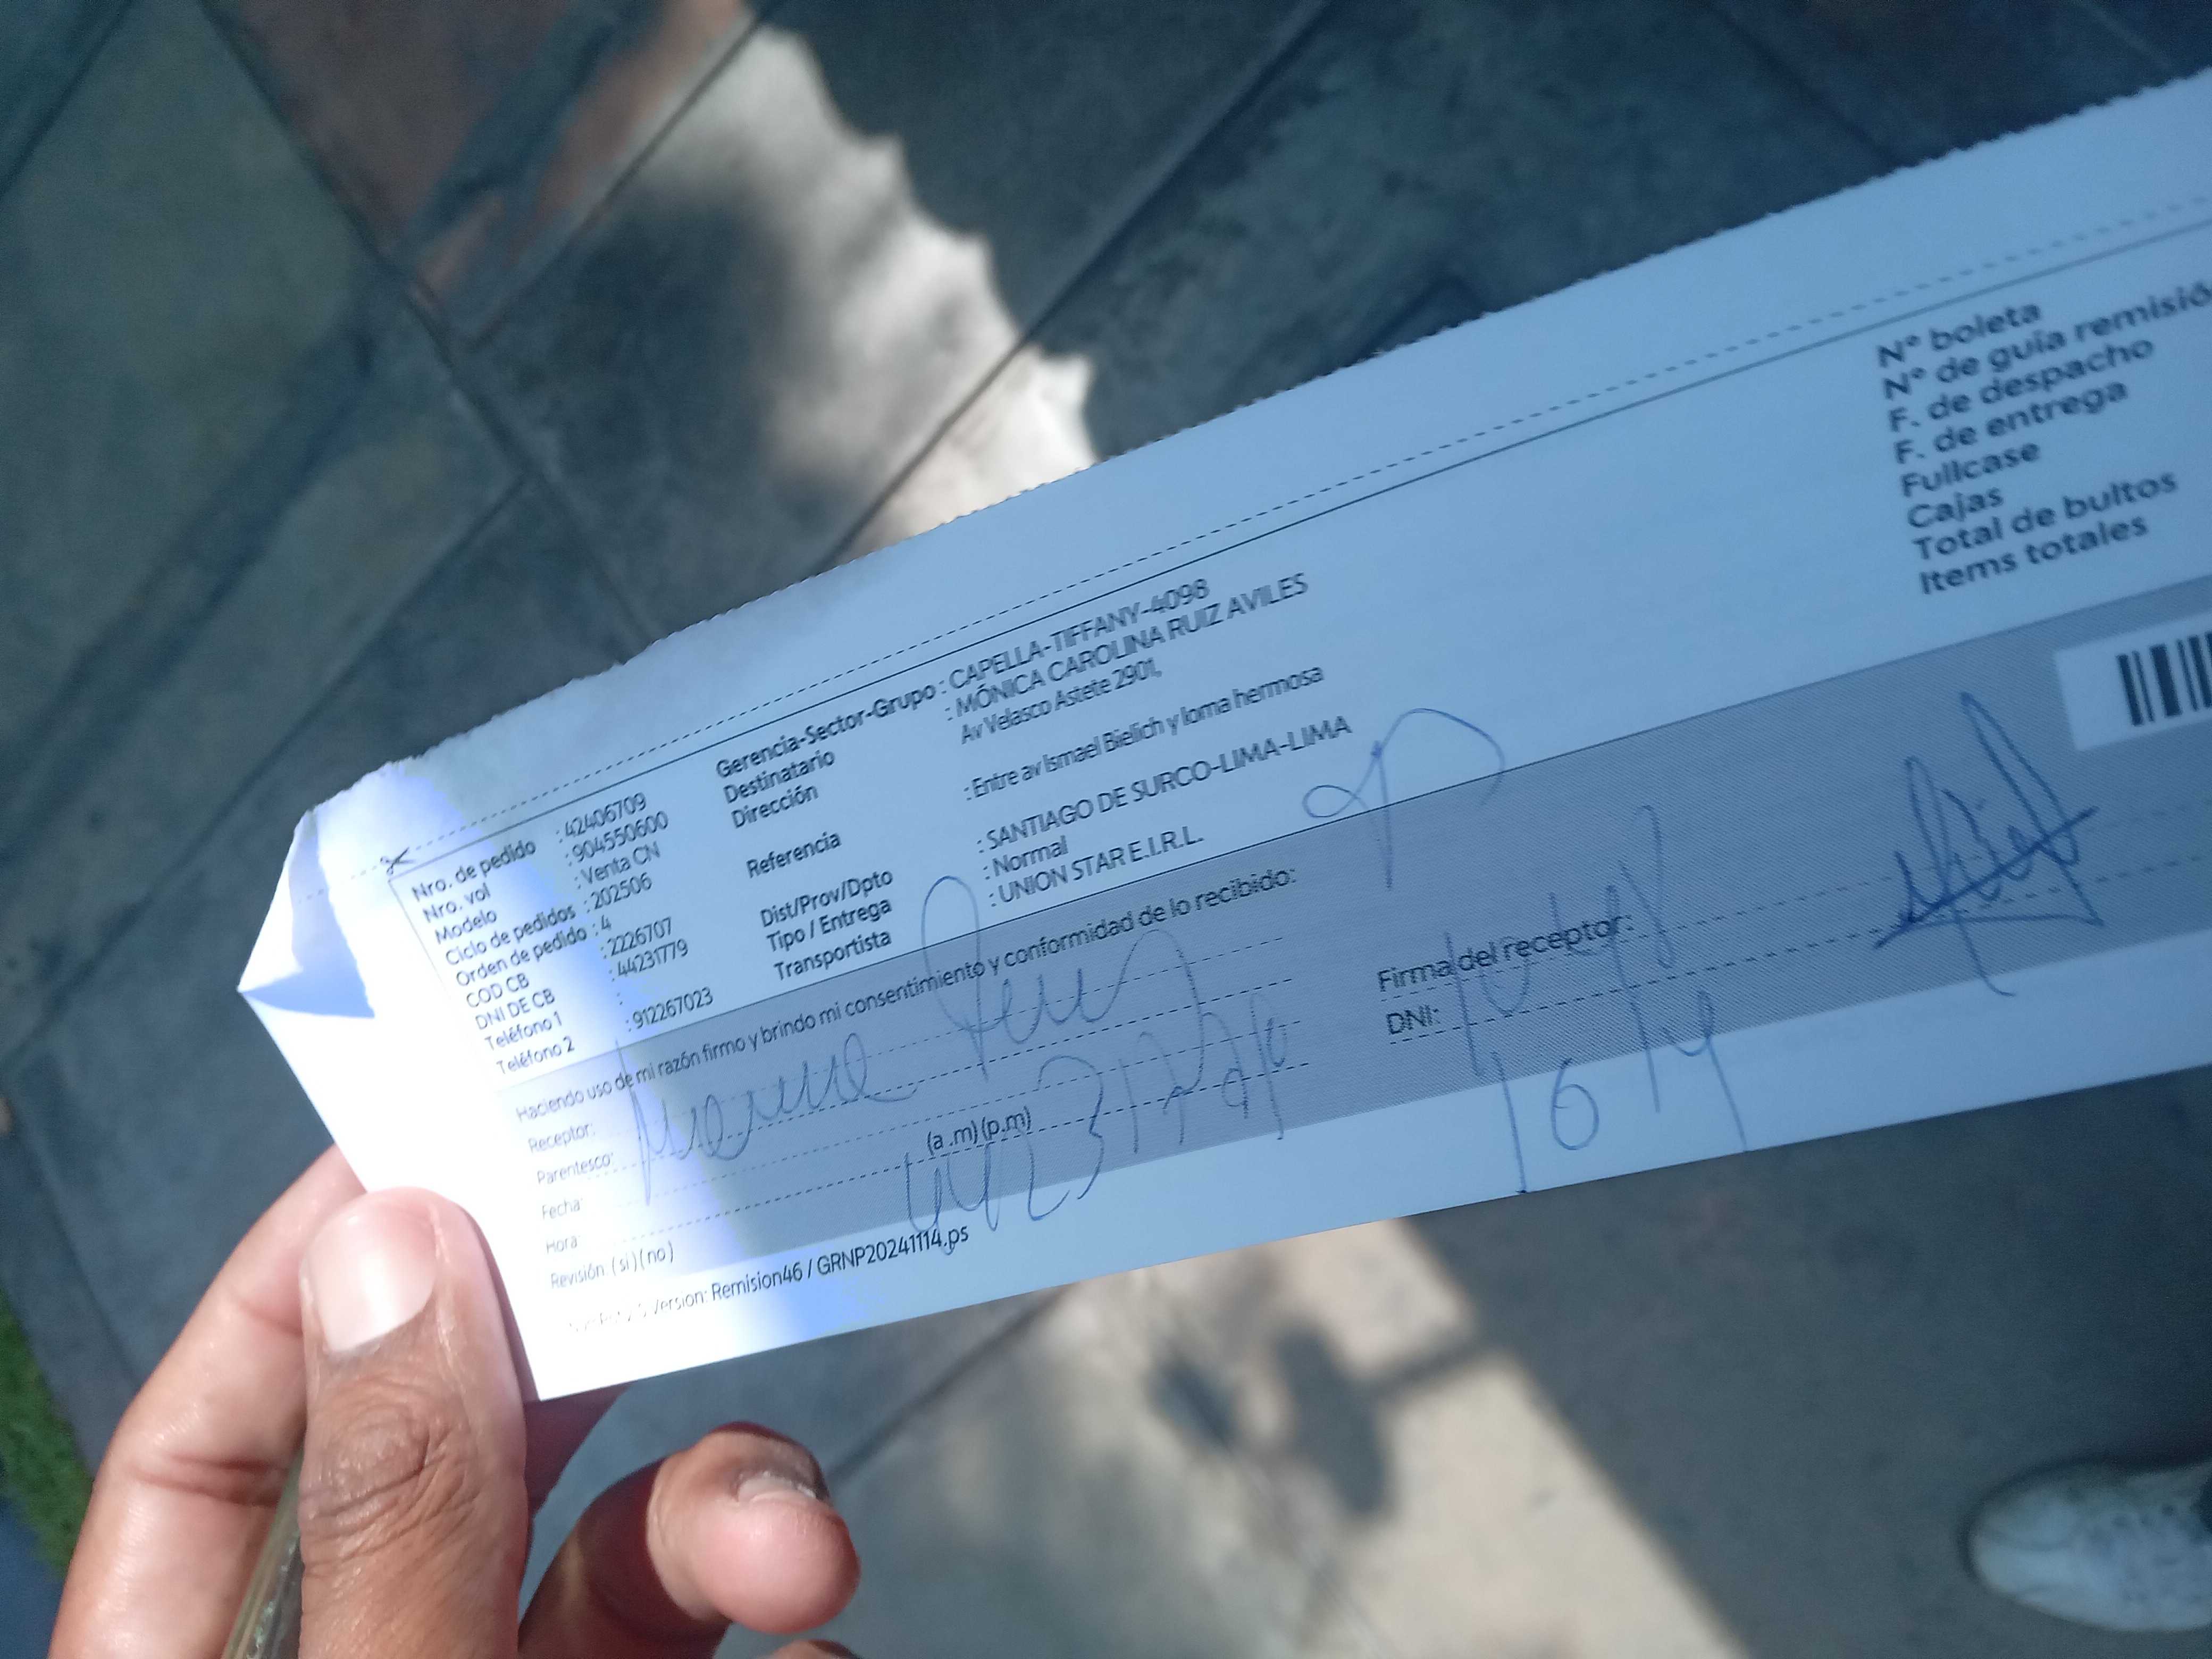 Nro. de pedido : 42406709
Nro. vol : 904550600
Modelo : Venta CN
Ciclo de pedidos : 202506
Orden de pedido : 4
COD CB : 2226707
DNI DE CB : 44231779
Teléfono 1 :
Teléfono 2 : 912267023
Gerencia-Sector-Grupo : CAPELLA-TIFFANY-4098
Destinatario : MÓNICA CAROLINA RUIZ AVILES
Dirección Av Velasco Astete 2901,
Referencia : Entre av Ismael Bielich y loma hermosa
Dist/Prov/Dpto : SANTIAGO DE SURCO-LIMA-LIMA
Tipo / Entrega : Normal
Transportista : UNION STAR E.I.R.L.
N° boleta
N° de guía remisió
F. de despacho
F. de entrega
Fullcase
Cajas
Total de bultos
Items totales
Haciendo uso de mi razón firmo y brindo mi consentimiento y conformidad de lo recibido:
Receptor:
Parentesco:
Fecha:
Hora: (a .m) (p.m)
Revisión (si) (no)
44231779
Firma del receptor:
DNI:
Version: Remision46 / GRNP20241114.ps